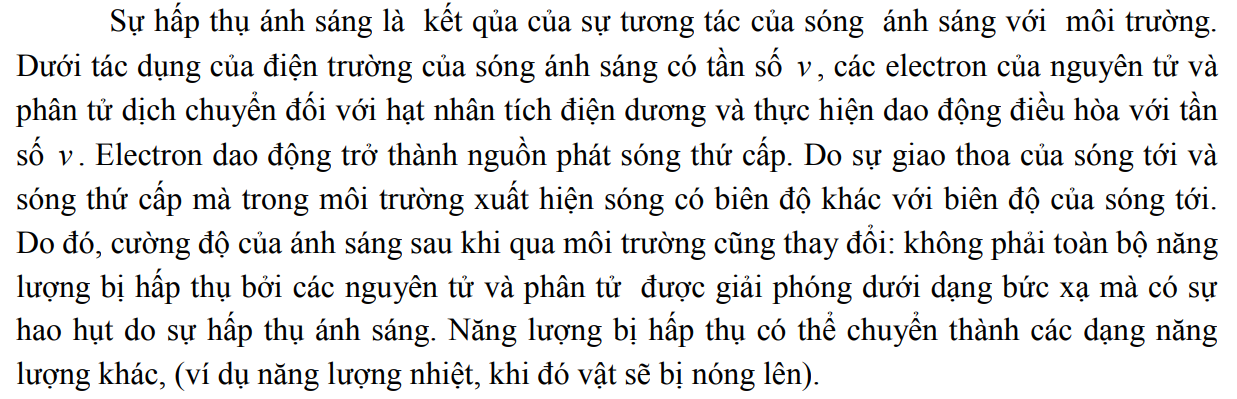 Sự hấp thụ ánh sáng là kết qủa của sự tương tác của sóng ánh sáng với môi trường.
Dưới tác dụng của điện trường của sóng ánh sáng có tần số ν, các electron của nguyên tử và
phân tử dịch chuyển đối với hạt nhân tích điện dương và thực hiện dao động điều hòa với tần
số ν. Electron dao động trở thành nguồn phát sóng thứ cấp. Do sự giao thoa của sóng tới và
sóng thứ cấp mà trong môi trường xuất hiện sóng có biên độ khác với biên độ của sóng tới.
Do đó, cường độ của ánh sáng sau khi qua môi trường cũng thay đổi: không phải toàn bộ năng
lượng bị hấp thụ bởi các nguyên tử và phân tử được giải phóng dưới dạng bức xạ mà có sự
hao hụt do sự hấp thụ ánh sáng. Năng lượng bị hấp thụ có thể chuyển thành các dạng năng
lượng khác, (ví dụ năng lượng nhiệt, khi đó vật sẽ bị nóng lên).